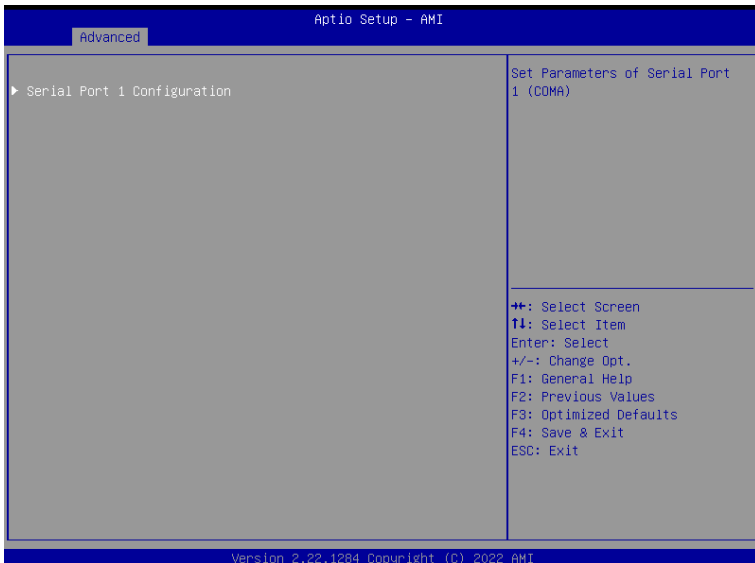 Aptio Setup – AMI
Advanced
Serial Port 1 Configuration
Set Parameters of Serial Port
1 (COMA)
→←: Select Screen
↑↓: Select Item
Enter: Select
+/-: Change Opt.
F1: General Help
F2: Previous Values
F3: Optimized Defaults
F4: Save & Exit
ESC: Exit
Version 2.22.1284 Copyright (C) 2022 AMI